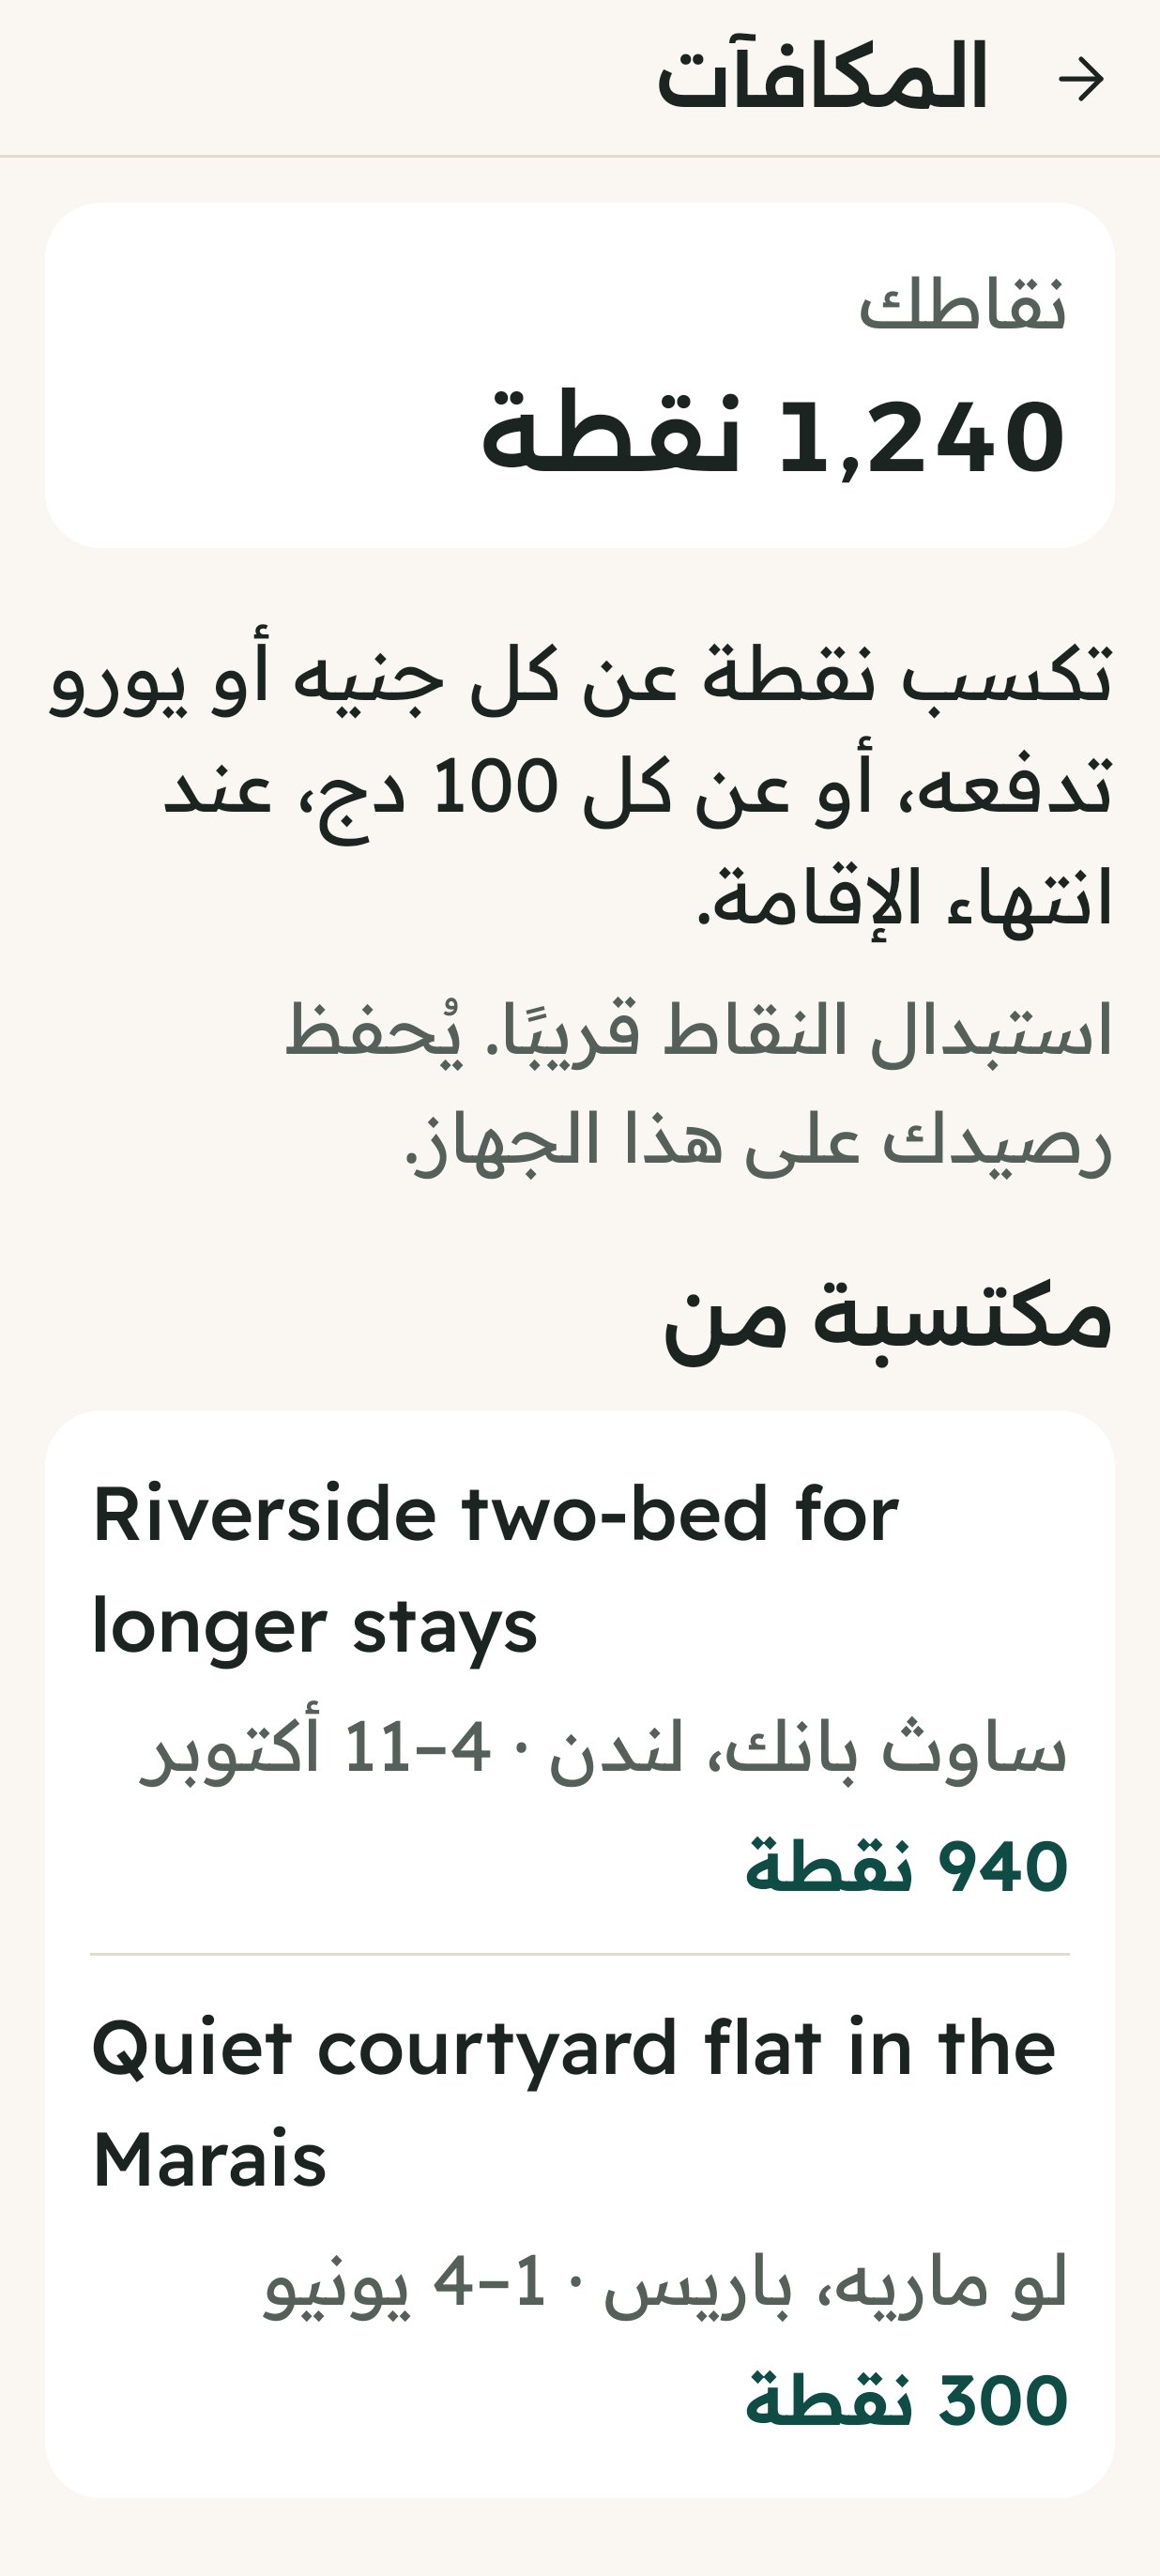 المكافآت
نقاطك
1,240 نقطة
تكسب نقطة عن كل جنيه أو يورو
تدفعه، أو عن كل 100 دج، عند
انتهاء الإقامة.
استبدال النقاط قريبًا. يُحفظ
رصيدك على هذا الجهاز.
مكتسبة من
Riverside two-bed for
longer stays
ساوث بانك، لندن · 4–11 أكتوبر
940 نقطة
Quiet courtyard flat in the
Marais
لو ماريه، باريس · 1–4 يونيو
300 نقطة